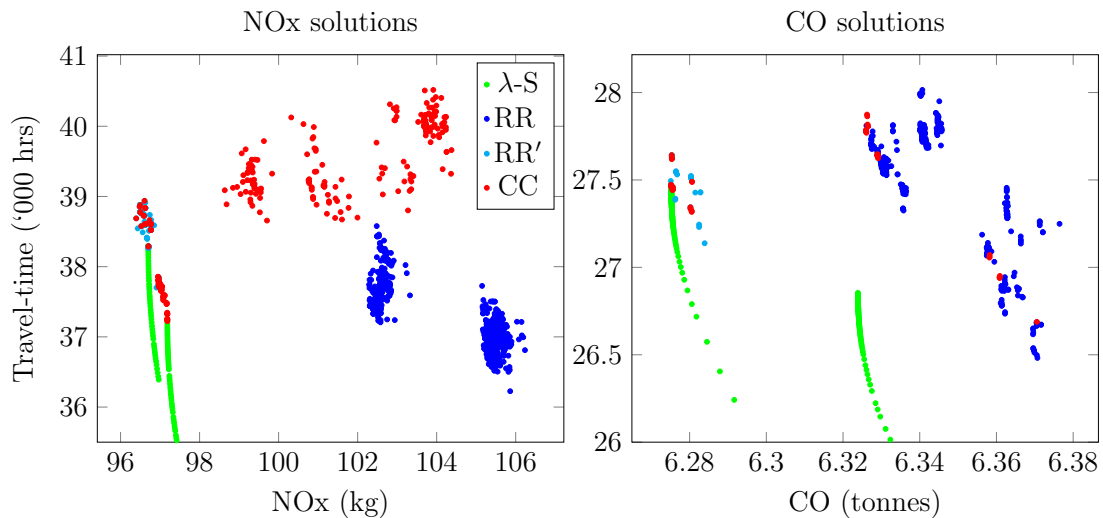 NOx solutions
CO solutions
Travel-time (‘000 hrs)
41
40
39
38
37
36
96
98
100
102
104
106
NOx (kg)
λ-S
RR
RR′
CC
28
27.5
27
26.5
26
6.28
6.3
6.32
6.34
6.36
6.38
CO (tonnes)